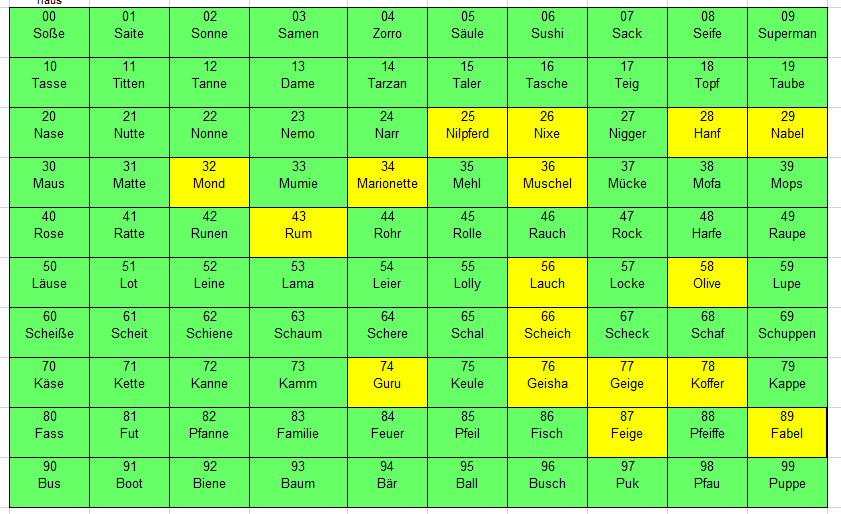 Haus
00 01 02 03 04 05 06 07 08 09
Soße Saite Sonne Samen Zorro Säule Sushi Sack Seife Superman
10 11 12 13 14 15 16 17 18 19
Tasse Titten Tanne Dame Tarzan Taler Tasche Teig Topf Taube
20 21 22 23 24 25 26 27 28 29
Nase Nutte Nonne Nemo Narr Nilpferd Nixe Nigger Hanf Nabel
30 31 32 33 34 35 36 37 38 39
Maus Matte Mond Mumie Marionette Mehl Muschel Mücke Mofa Mops
40 41 42 43 44 45 46 47 48 49
Rose Ratte Runen Rum Rohr Rolle Rauch Rock Harfe Raupe
50 51 52 53 54 55 56 57 58 59
Läuse Lot Leine Lama Leier Lolly Lauch Locke Olive Lupe
60 61 62 63 64 65 66 67 68 69
Scheiße Scheit Schiene Schaum Schere Schal Scheich Scheck Schaf Schuppen
70 71 72 73 74 75 76 77 78 79
Käse Kette Kanne Kamm Guru Keule Geisha Geige Koffer Kappe
80 81 82 83 84 85 86 87 88 89
Fass Fut Pfanne Familie Feuer Pfeil Fisch Feige Pfeiffe Fabel
90 91 92 93 94 95 96 97 98 99
Bus Boot Biene Baum Bär Ball Busch Puk Pfau Puppe